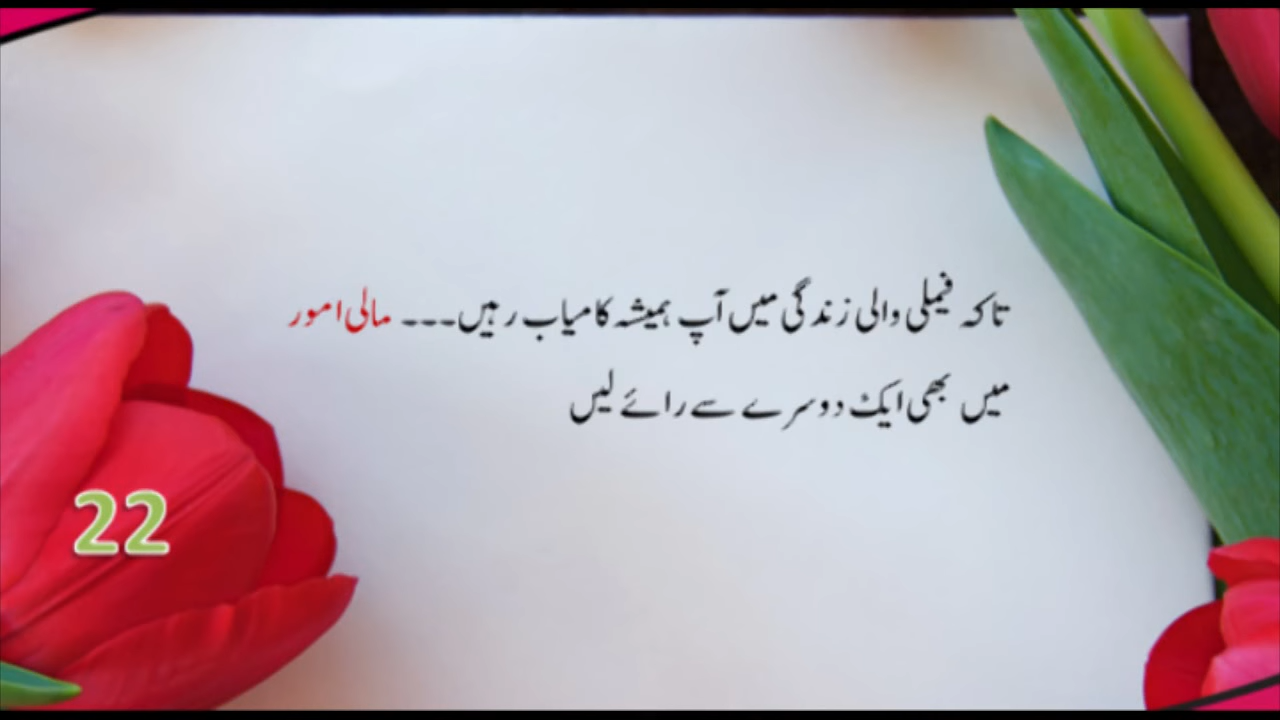 تاکہ فیملی والی زندگی میں آپ ہمیشہ کامیاب رہیں۔۔۔ مالی امور
میں بھی ایک دوسرے سے رائے لیں
22